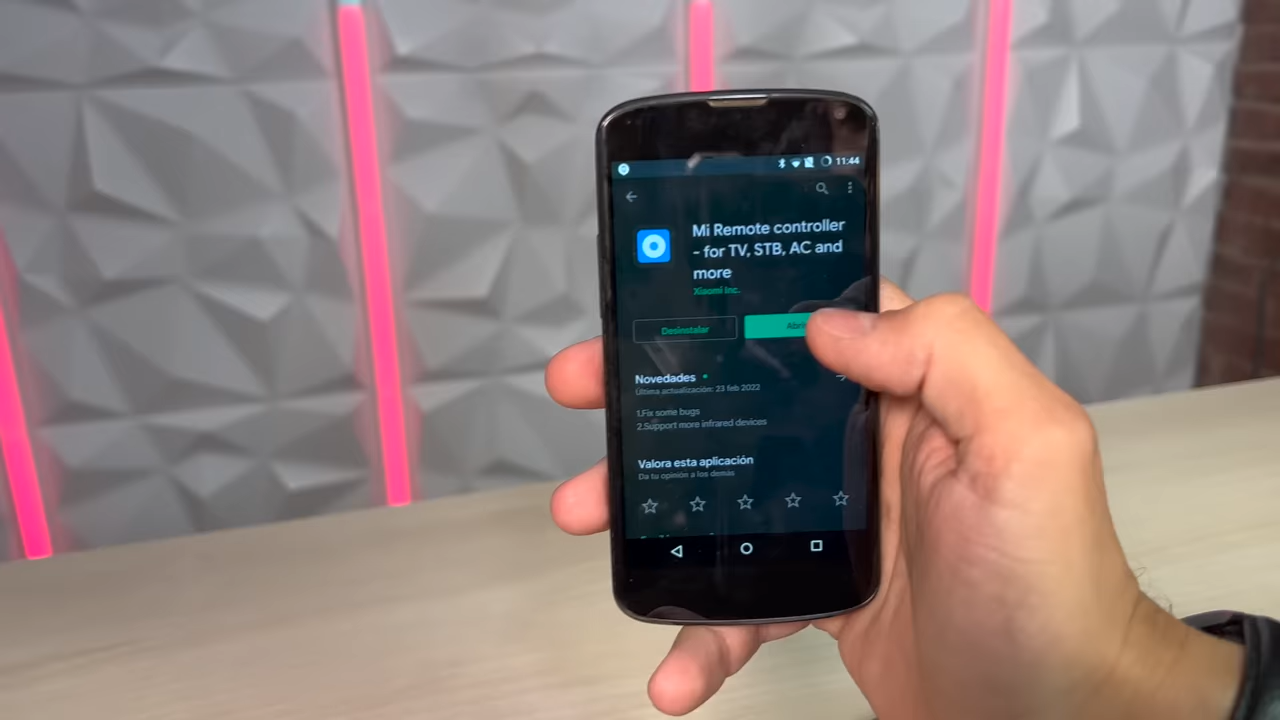 11:44
Mi Remote controller
- for TV, STB, AC and
more
Xiaomi Inc.
Desinstalar
Novedades
Última actualización: 23 feb 2022
1.Fix some bugs
2.Support more infrared devices
Valora esta aplicación
Da tu opinión a los demás